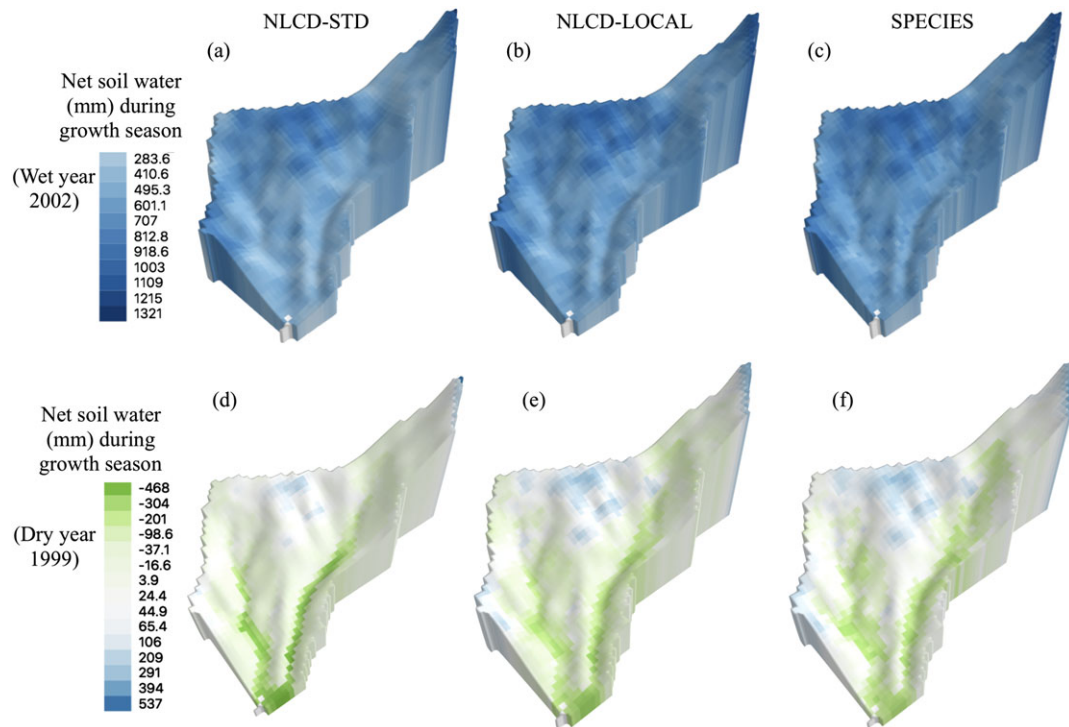 NLCD-STD
NLCD-LOCAL
SPECIES
(a)
(b)
(c)
Net soil water
(mm) during
growth season
(Wet year
2002)
283.6
410.6
495.3
601.1
707
812.8
918.6
1003
1109
1215
1321
(d)
(e)
(f)
Net soil water
(mm) during
growth season
(Dry year
1999)
-468
-304
-201
-98.6
-37.1
-16.6
3.9
24.4
44.9
65.4
106
209
291
394
537